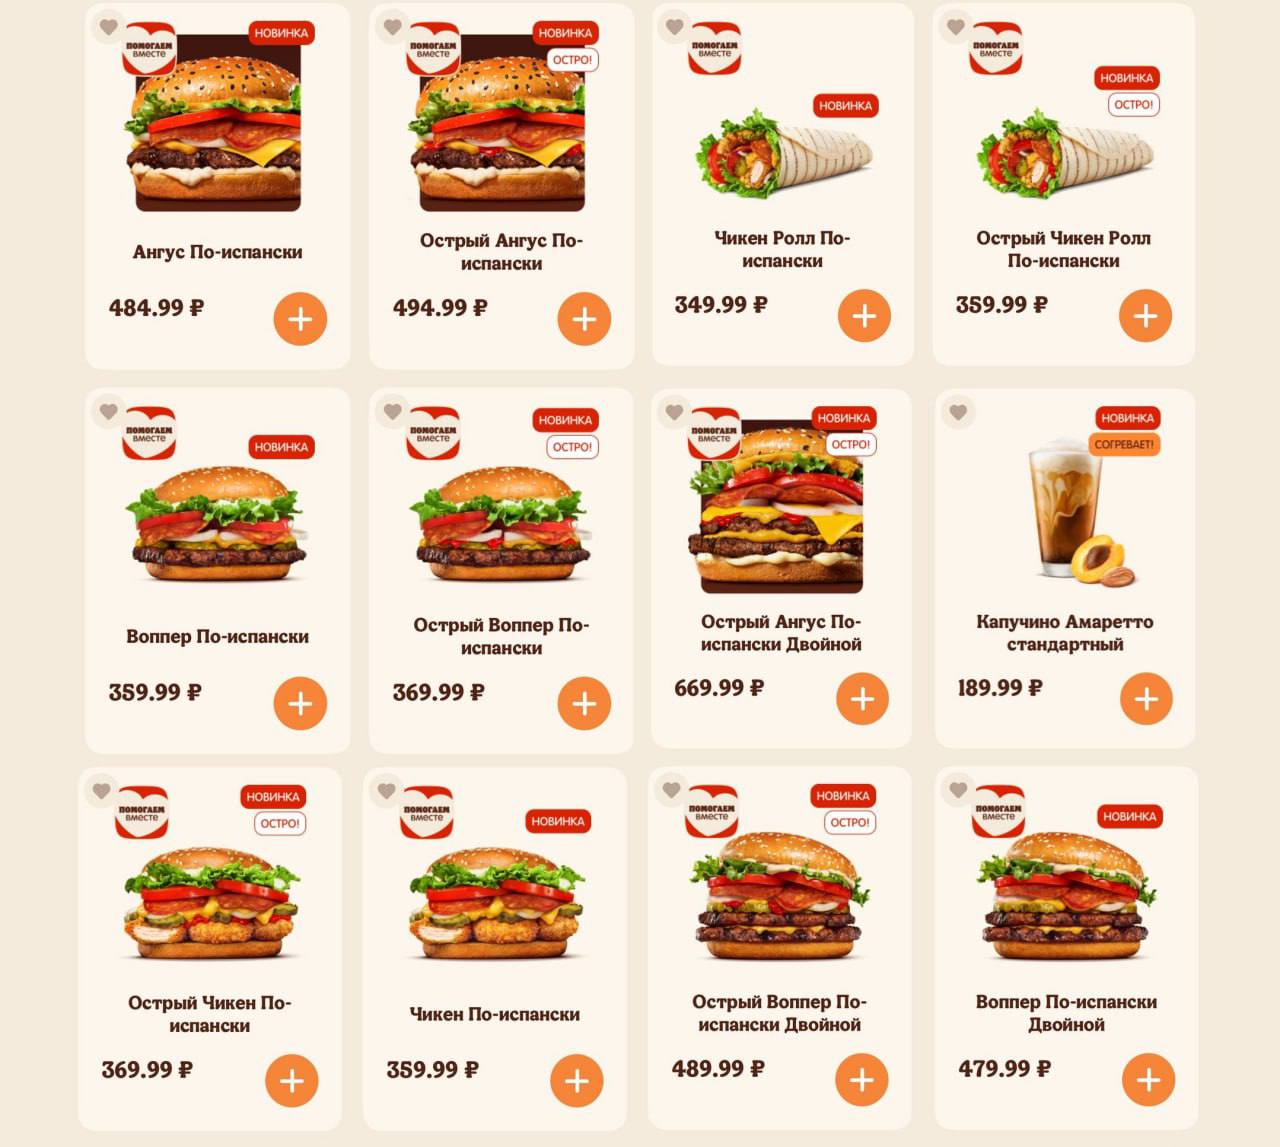 ПОМОГАЕМ
вместе
НОВИНКА
Ангус По-испански
484.99 ₽
ПОМОГАЕМ
вместе
НОВИНКА
ОСТРО!
Острый Ангус По-
испански
494.99 ₽
ПОМОГАЕМ
вместе
НОВИНКА
Чикен Ролл По-
испански
349.99 ₽
ПОМОГАЕМ
вместе
НОВИНКА
ОСТРО!
Острый Чикен Ролл
По-испански
359.99 ₽
ПОМОГАЕМ
вместе
НОВИНКА
Воппер По-испански
359.99 ₽
ПОМОГАЕМ
вместе
НОВИНКА
ОСТРО!
Острый Воппер По-
испански
369.99 ₽
ПОМОГАЕМ
вместе
НОВИНКА
ОСТРО!
Острый Ангус По-
испански Двойной
669.99 ₽
НОВИНКА
СОГРЕВАЕТ!
Капучино Амаретто
стандартный
189.99 ₽
ПОМОГАЕМ
вместе
НОВИНКА
ОСТРО!
Острый Чикен По-
испански
369.99 ₽
ПОМОГАЕМ
вместе
НОВИНКА
Чикен По-испански
359.99 ₽
ПОМОГАЕМ
вместе
НОВИНКА
ОСТРО!
Острый Воппер По-
испански Двойной
489.99 ₽
ПОМОГАЕМ
вместе
НОВИНКА
Воппер По-испански
Двойной
479.99 ₽